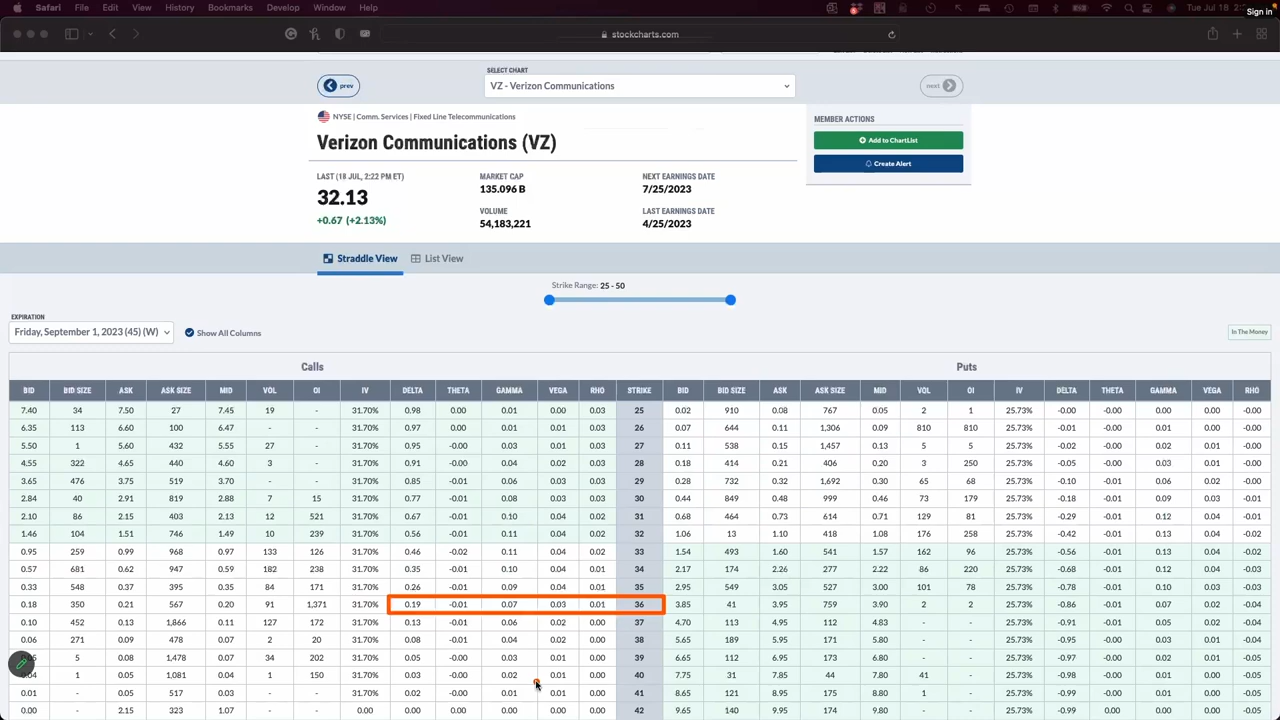 Safari File Edit View History Bookmarks Develop Window Help Tue Jul 18
Sign in
stockcharts.com
SELECT CHART
prev VZ - Verizon Communications next
NYSE | Comm. Services | Fixed Line Telecommunications MEMBER ACTIONS
Verizon Communications (VZ) Add to ChartList
Create Alert
LAST (18 JUL, 2:22 PM ET) MARKET CAP NEXT EARNINGS DATE
32.13 135.096 B 7/25/2023
+0.67 (+2.13%) VOLUME LAST EARNINGS DATE
54,183,221 4/25/2023
Straddle View List View
Strike Range: 25 - 50
EXPIRATION
Friday, September 1, 2023 (45) (W) Show All Columns In The Money
Calls Puts
BID BID SIZE ASK ASK SIZE MID VOL OI IV DELTA THETA GAMMA VEGA RHO STRIKE BID BID SIZE ASK ASK SIZE MID VOL OI IV DELTA THETA GAMMA VEGA RHO
7.40 34 7.50 27 7.45 19 - 31.70% 0.98 0.00 0.01 0.00 0.03 25 0.02 910 0.08 767 0.05 2 1 25.73% -0.00 -0.00 0.00 0.00 -0.00
6.35 113 6.60 100 6.47 - - 31.70% 0.97 0.00 0.01 0.01 0.03 26 0.07 644 0.11 1,306 0.09 810 810 25.73% -0.01 -0.00 0.01 0.00 -0.00
5.50 1 5.60 432 5.55 27 - 31.70% 0.95 -0.00 0.03 0.01 0.03 27 0.11 538 0.15 1,457 0.13 5 5 25.73% -0.02 -0.00 0.02 0.01 -0.00
4.55 322 4.65 440 4.60 3 - 31.70% 0.91 -0.00 0.04 0.02 0.03 28 0.18 414 0.21 406 0.20 3 250 25.73% -0.05 -0.00 0.03 0.01 -0.00
3.65 476 3.75 519 3.70 - - 31.70% 0.85 -0.01 0.06 0.03 0.03 29 0.28 732 0.32 1,692 0.30 65 68 25.73% -0.10 -0.01 0.06 0.02 -0.00
2.84 40 2.91 819 2.88 7 15 31.70% 0.77 -0.01 0.08 0.03 0.03 30 0.44 849 0.48 999 0.46 73 179 25.73% -0.18 -0.01 0.09 0.03 -0.01
2.10 86 2.15 403 2.13 12 521 31.70% 0.67 -0.01 0.10 0.04 0.02 31 0.68 464 0.73 614 0.71 129 81 25.73% -0.29 -0.01 0.12 0.04 -0.01
1.46 104 1.51 746 1.49 10 239 31.70% 0.56 -0.01 0.11 0.04 0.02 32 1.06 13 1.10 418 1.08 176 258 25.73% -0.42 -0.01 0.13 0.04 -0.02
0.95 259 0.99 968 0.97 133 126 31.70% 0.46 -0.02 0.11 0.04 0.02 33 1.54 493 1.60 541 1.57 162 96 25.73% -0.56 -0.01 0.13 0.04 -0.02
0.57 681 0.62 947 0.59 182 238 31.70% 0.35 -0.01 0.10 0.04 0.01 34 2.17 174 2.26 277 2.22 86 220 25.73% -0.69 -0.01 0.12 0.04 -0.03
0.33 548 0.37 395 0.35 84 171 31.70% 0.26 -0.01 0.09 0.04 0.01 35 2.95 549 3.05 527 3.00 101 78 25.73% -0.78 -0.01 0.10 0.03 -0.03
0.18 350 0.21 567 0.20 91 1,371 31.70% 0.19 -0.01 0.07 0.03 0.01 36 3.85 41 3.95 759 3.90 2 2 25.73% -0.86 -0.01 0.07 0.02 -0.04
0.10 452 0.13 1,866 0.11 127 172 31.70% 0.13 -0.01 0.06 0.02 0.00 37 4.70 113 4.95 112 4.83 - - 25.73% -0.91 -0.01 0.05 0.02 -0.04
0.06 271 0.09 478 0.07 2 20 31.70% 0.08 -0.01 0.04 0.02 0.00 38 5.65 189 5.95 171 5.80 - - 25.73% -0.94 -0.01 0.03 0.01 -0.04
5 0.08 1,478 0.07 34 202 31.70% 0.05 -0.01 0.03 0.01 0.00 39 6.65 112 6.95 173 6.80 - - 25.73% -0.97 -0.01 0.02 0.01 -0.05
1 0.05 1,081 0.04 1 150 31.70% 0.03 -0.00 0.02 0.01 0.00 40 7.75 31 7.85 44 7.80 41 - 25.73% -0.98 -0.00 0.01 0.00 -0.05
0.01 - 0.05 517 0.03 - - 31.70% 0.02 -0.00 0.01 0.01 0.00 41 8.65 121 8.95 175 8.80 1 - 25.73% -0.99 -0.00 0.01 0.00 -0.05
0.00 - 2.15 323 1.07 - - 0.00 0.00 0.00 0.00 0.00 0.00 42 9.65 140 9.95 174 9.80 - - 25.73% -0.99 0.00 0.00 0.00 -0.05